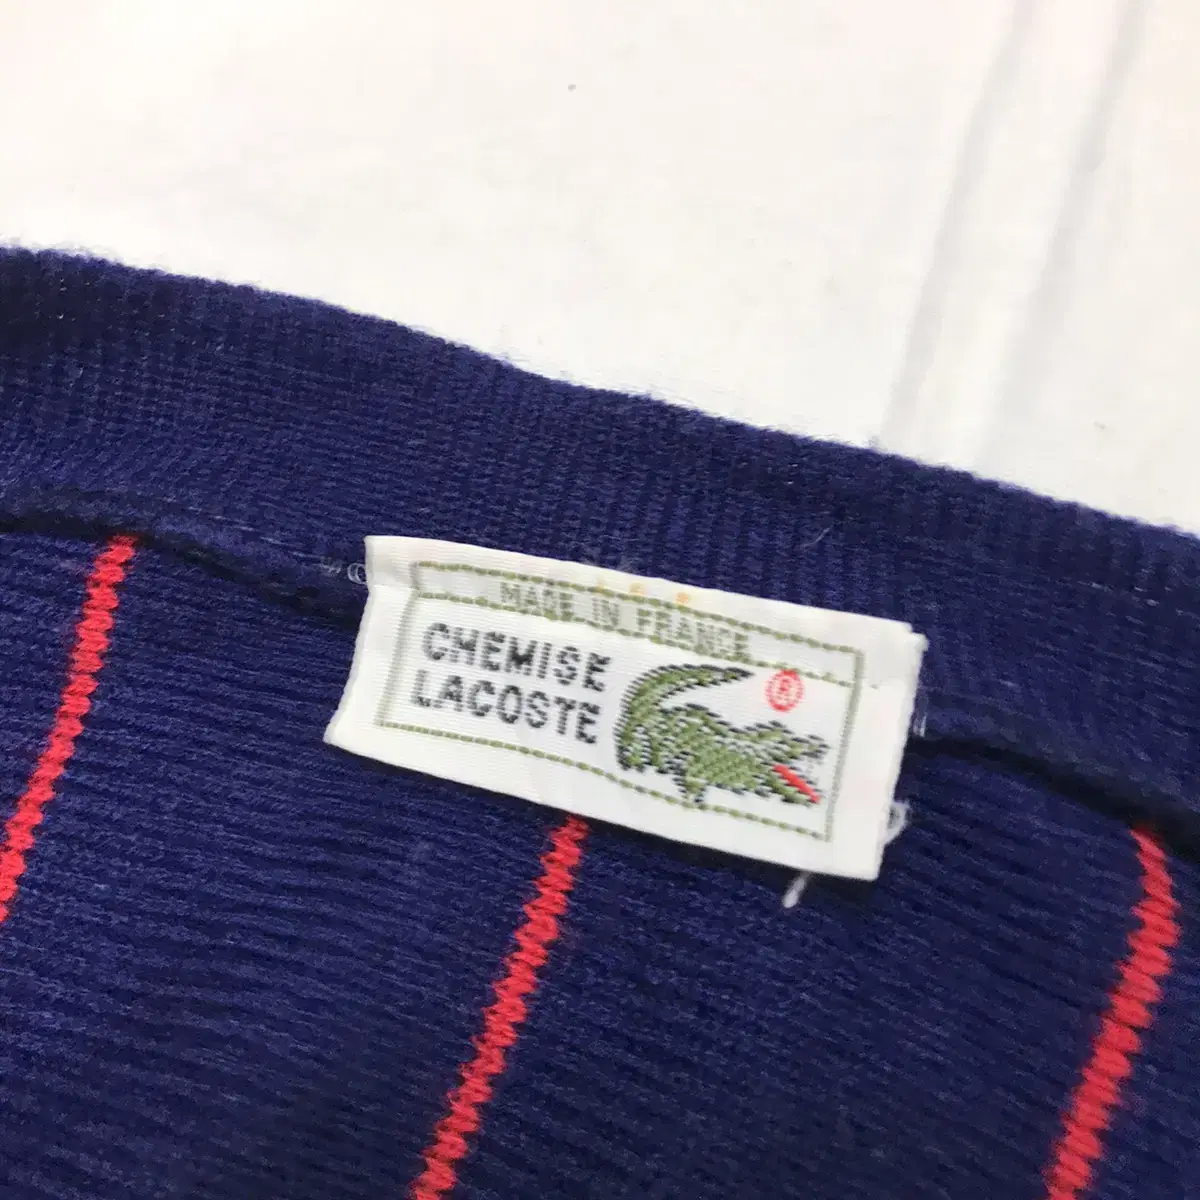 MADE IN FRANCE
CHEMISE
LACOSTE
®